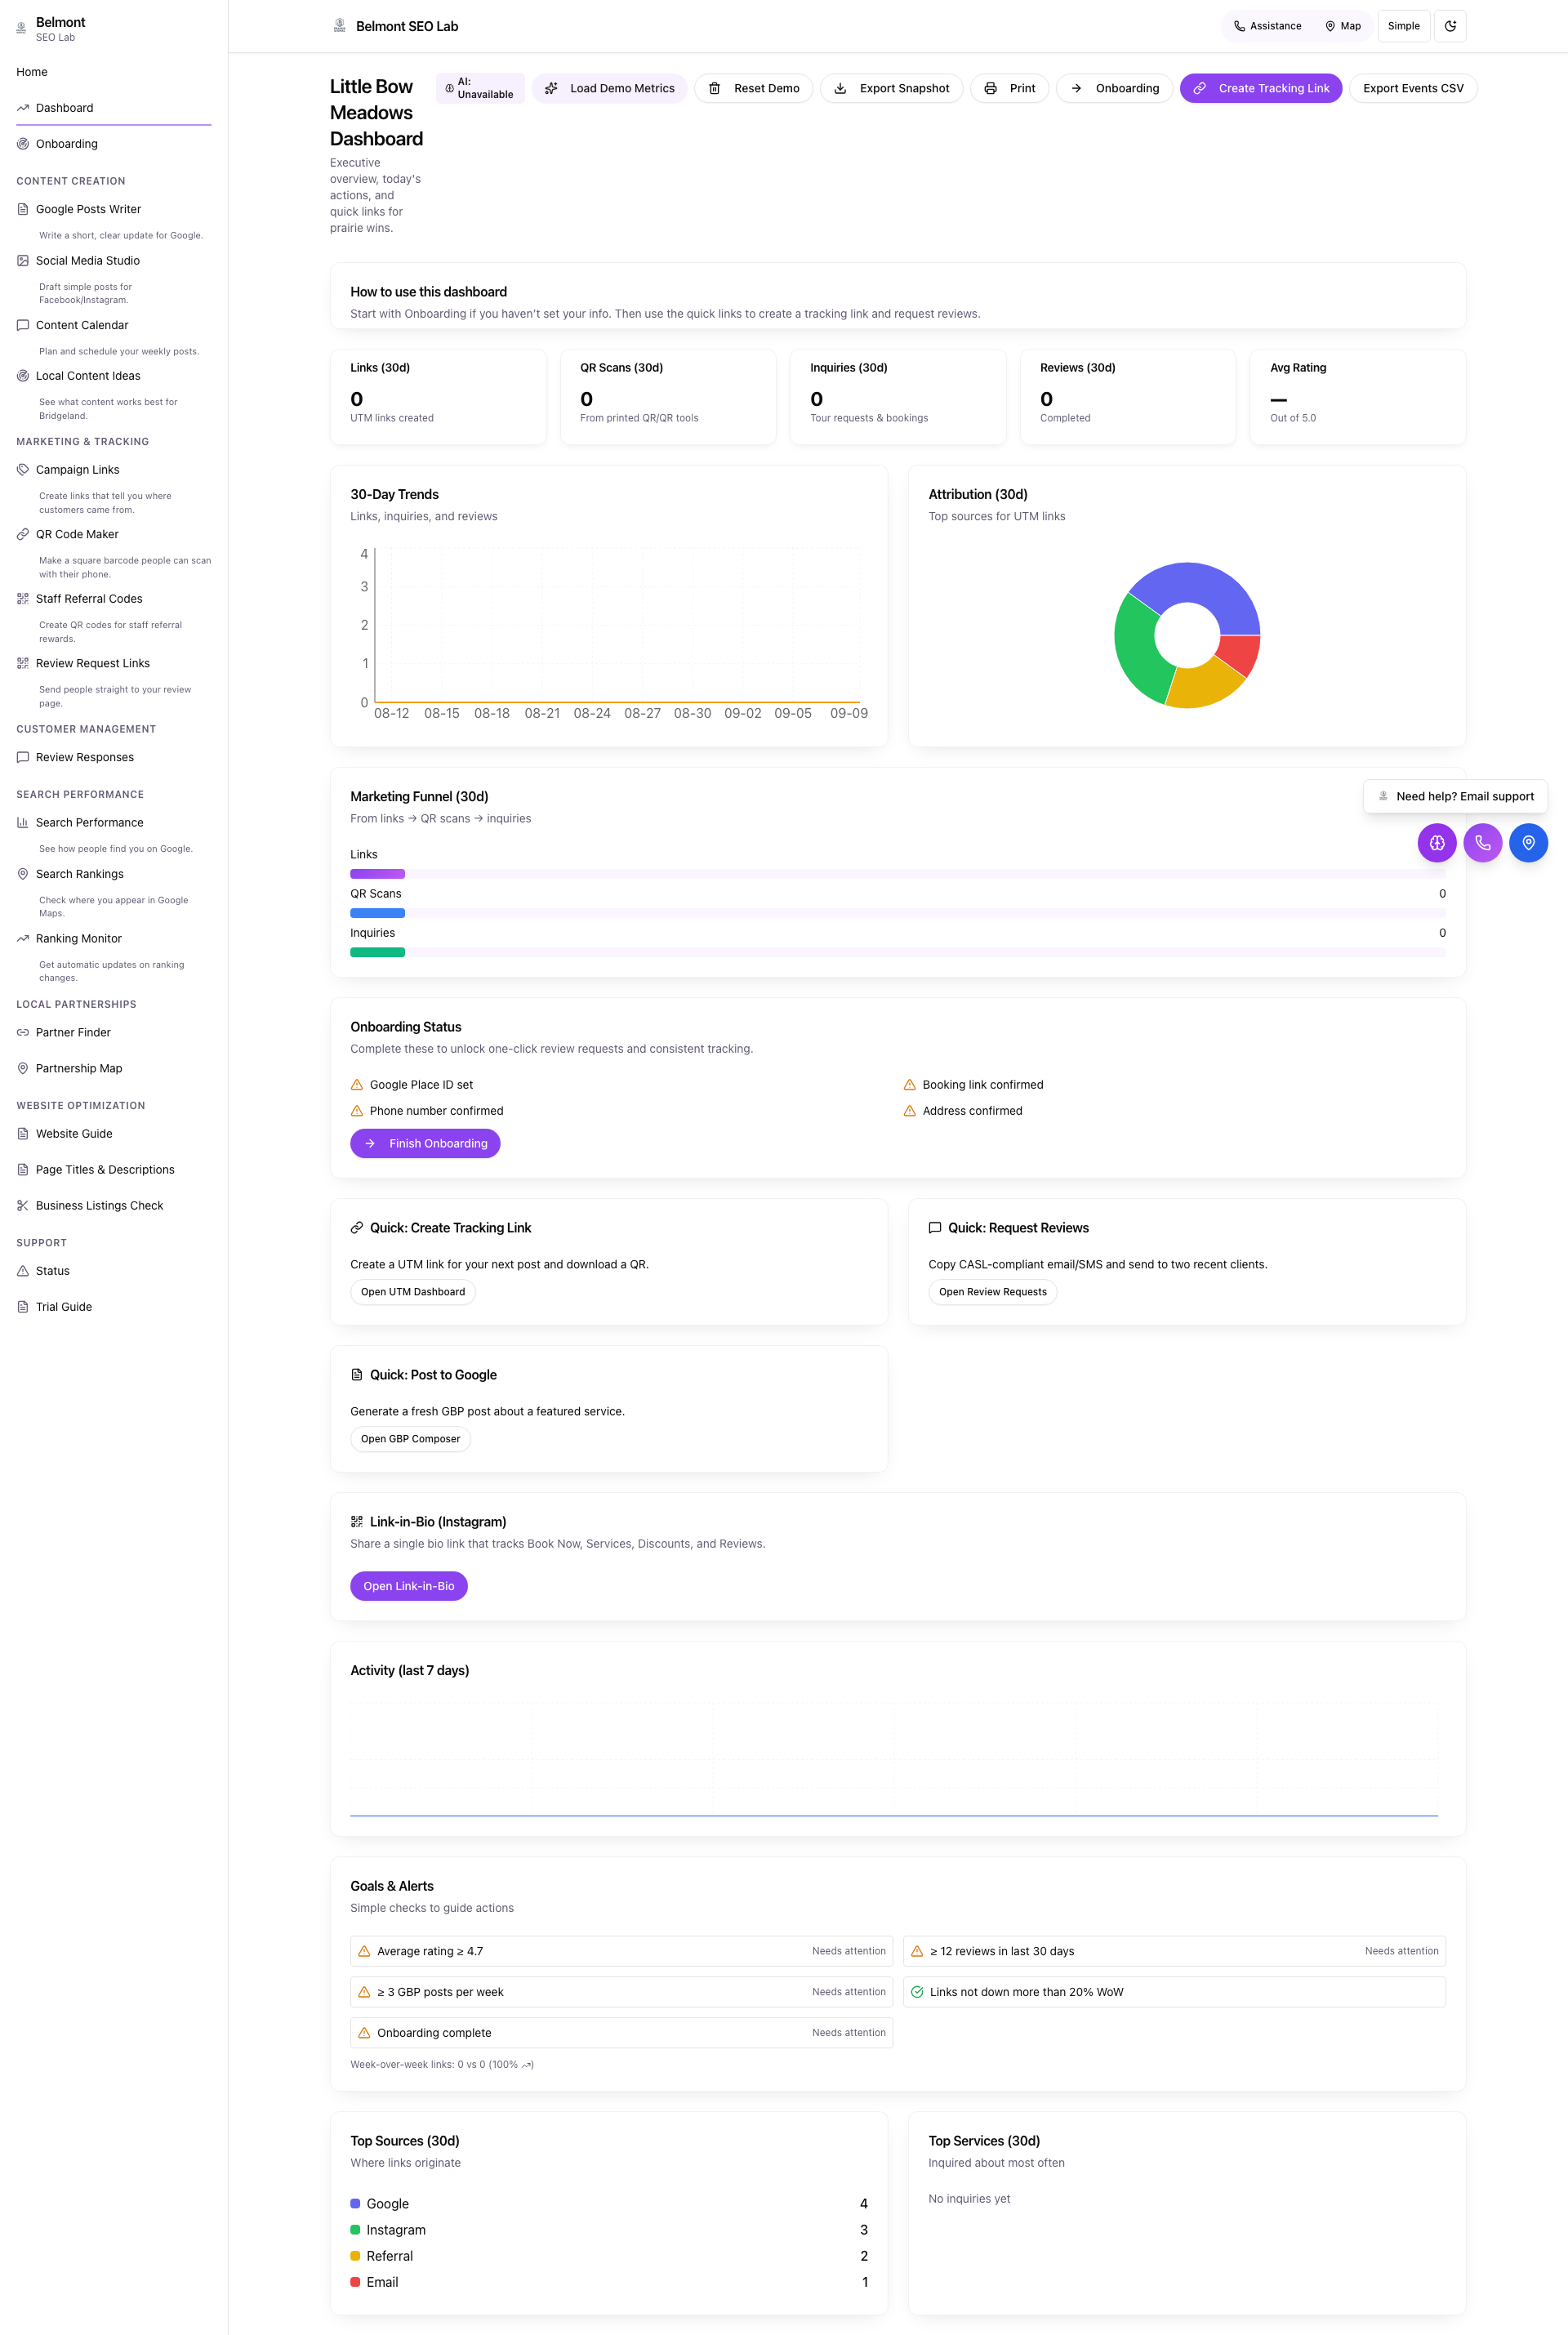 Belmont
SEO Lab
Home
Dashboard
Onboarding
CONTENT CREATION
Google Posts Writer
Write a short, clear update for Google.
Social Media Studio
Draft simple posts for
Facebook/Instagram.
Content Calendar
Plan and schedule your weekly posts.
Local Content Ideas
See what content works best for
Bridgeland.
MARKETING & TRACKING
Campaign Links
Create links that tell you where
customers came from.
QR Code Maker
Make a square barcode people can scan
with their phone.
Staff Referral Codes
Create QR codes for staff referral
rewards.
Review Request Links
Send people straight to your review
page.
CUSTOMER MANAGEMENT
Review Responses
SEARCH PERFORMANCE
Search Performance
See how people find you on Google.
Search Rankings
Check where you appear in Google
Maps.
Ranking Monitor
Get automatic updates on ranking
changes.
LOCAL PARTNERSHIPS
Partner Finder
Partnership Map
WEBSITE OPTIMIZATION
Website Guide
Page Titles & Descriptions
Business Listings Check
SUPPORT
Status
Trial Guide
Belmont SEO Lab
Assistance
Map
Simple
Little Bow
Meadows
Dashboard
Executive
overview, today's
actions, and
quick links for
prairie wins.
AI:
Unavailable
Load Demo Metrics
Reset Demo
Export Snapshot
Print
Onboarding
Create Tracking Link
Export Events CSV
How to use this dashboard
Start with Onboarding if you haven't set your info. Then use the quick links to create a tracking link and request reviews.
Links (30d)
0
UTM links created
QR Scans (30d)
0
From printed QR/QR tools
Inquiries (30d)
0
Tour requests & bookings
Reviews (30d)
0
Completed
Avg Rating
—
Out of 5.0
30-Day Trends
Links, inquiries, and reviews
4
3
2
1
0
08-12 08-15 08-18 08-21 08-24 08-27 08-30 09-02 09-05 09-09
Attribution (30d)
Top sources for UTM links
Marketing Funnel (30d)
From links → QR scans → inquiries
Links
QR Scans 0
Inquiries 0
Need help? Email support
Onboarding Status
Complete these to unlock one-click review requests and consistent tracking.
Google Place ID set
Booking link confirmed
Phone number confirmed
Address confirmed
Finish Onboarding
Quick: Create Tracking Link
Create a UTM link for your next post and download a QR.
Open UTM Dashboard
Quick: Request Reviews
Copy CASL-compliant email/SMS and send to two recent clients.
Open Review Requests
Quick: Post to Google
Generate a fresh GBP post about a featured service.
Open GBP Composer
Link-in-Bio (Instagram)
Share a single bio link that tracks Book Now, Services, Discounts, and Reviews.
Open Link-in-Bio
Activity (last 7 days)
Goals & Alerts
Simple checks to guide actions
Average rating ≥ 4.7 Needs attention
≥ 12 reviews in last 30 days Needs attention
≥ 3 GBP posts per week Needs attention
Links not down more than 20% WoW
Onboarding complete Needs attention
Week-over-week links: 0 vs 0 (100% )
Top Sources (30d)
Where links originate
Google 4
Instagram 3
Referral 2
Email 1
Top Services (30d)
Inquired about most often
No inquiries yet